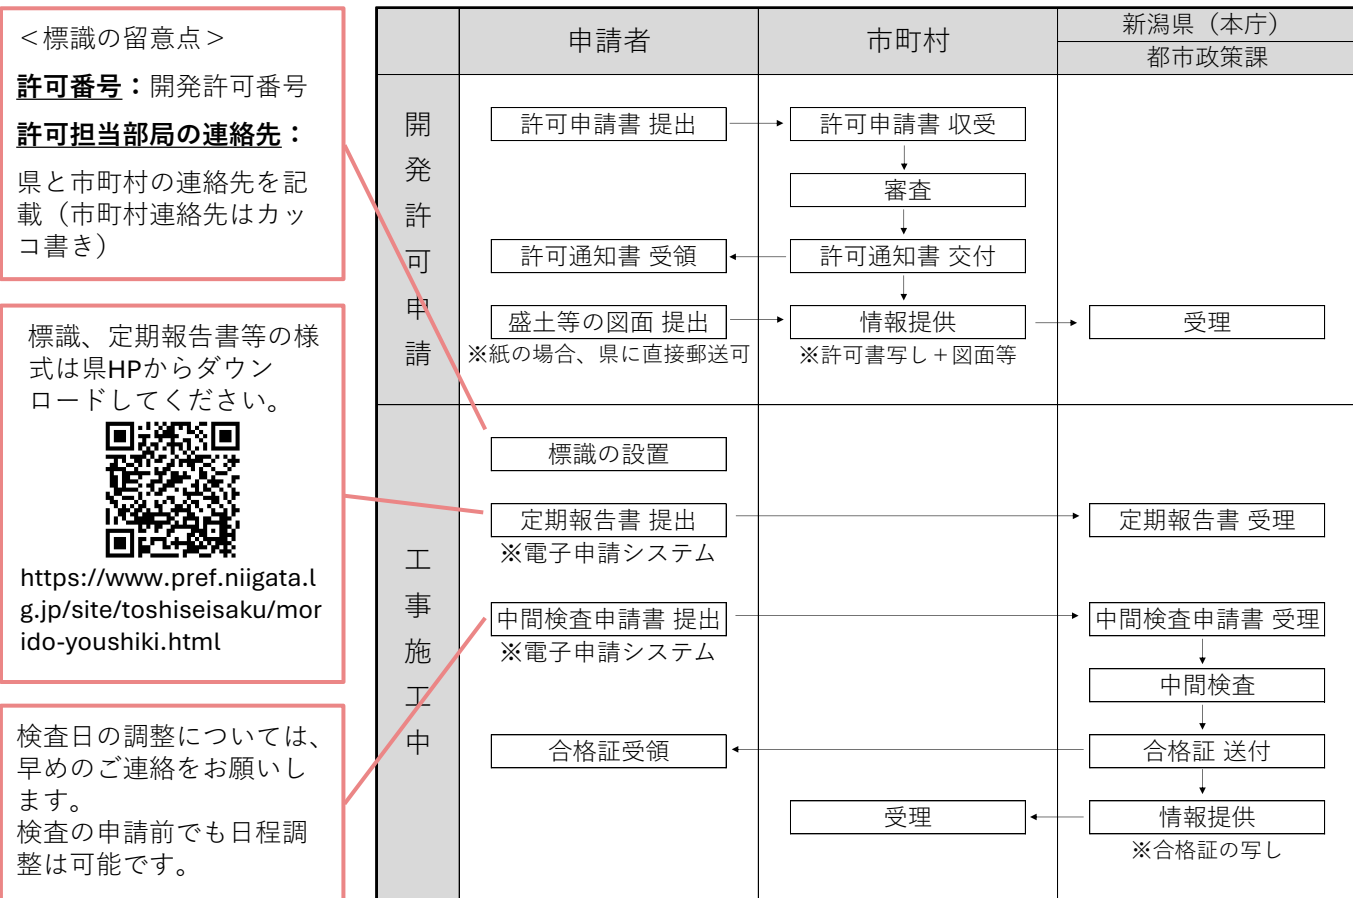 ＜標識の留意点＞
許可番号：開発許可番号
許可担当部局の連絡先：
県と市町村の連絡先を記
載（市町村連絡先はカッ
コ書き）
標識、定期報告書等の様
式は県HPからダウン
ロードしてください。
https://www.pref.niigata.l
g.jp/site/toshiseisaku/mor
ido-youshiki.html
検査日の調整については、
早めのご連絡をお願いし
ます。
検査の申請前でも日程調
整は可能です。
申請者
市町村
新潟県（本庁）
都市政策課
開発許可申請
許可申請書 提出
許可申請書 収受
審査
許可通知書 受領
許可通知書 交付
盛土等の図面 提出
情報提供
受理
※紙の場合、県に直接郵送可
※許可書写し＋図面等
工事施工中
標識の設置
定期報告書 提出
定期報告書 受理
※電子申請システム
中間検査申請書 提出
中間検査申請書 受理
※電子申請システム
中間検査
合格証受領
合格証 送付
受理
情報提供
※合格証の写し